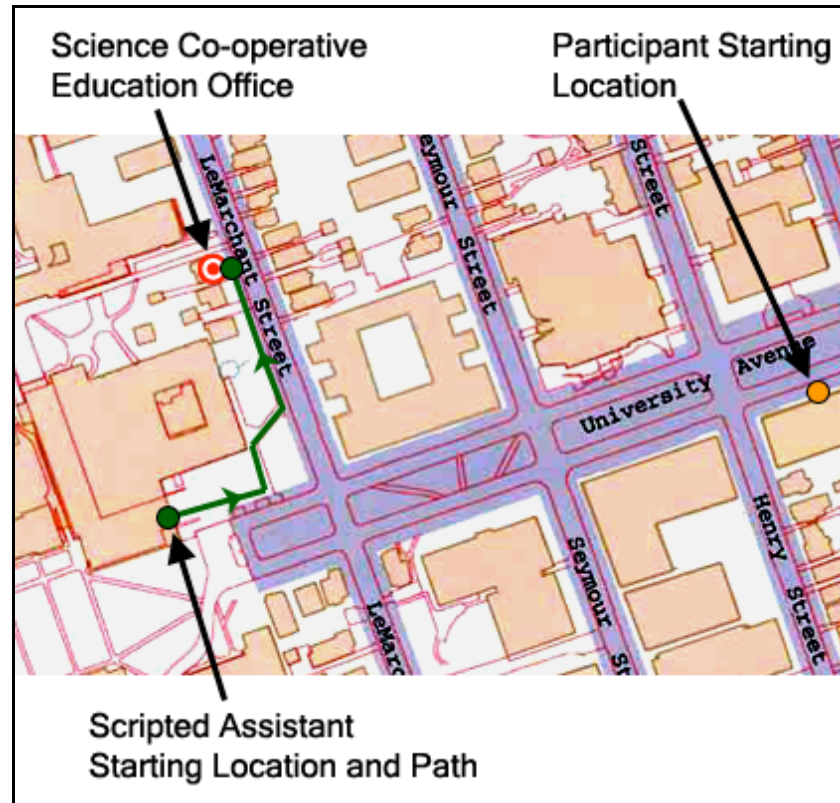 Science Co-operative
Education Office
Participant Starting
Location
LeMarchant Street
eymour Street
Street
University Avenue
Henry Street
Seymour St
LeMarc
Scripted Assistant
Starting Location and Path